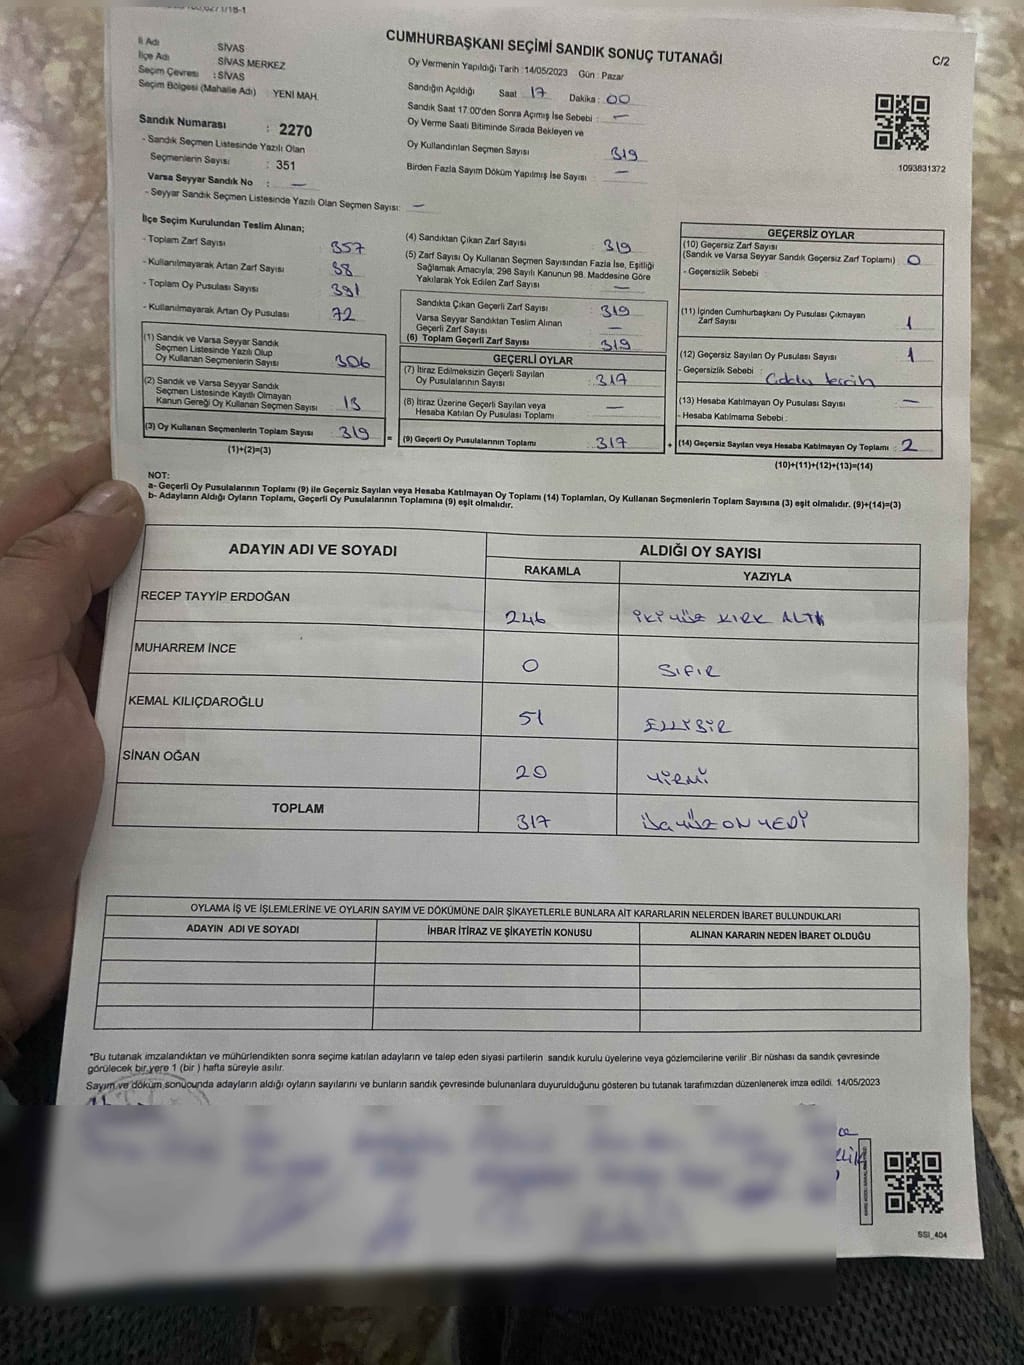 CUMHURBAŞKANI SEÇİMİ SANDIK SONUÇ TUTANAĞI
C/2
İl Adı SİVAS
İlçe Adı SİVAS MERKEZ
Seçim Çevresi : SİVAS
Seçim Bölgesi (Mahalle Adı) : YENİ MAH.
Sandık Numarası : 2270
- Sandık Seçmen Listesinde Yazılı Olan
Seçmenlerin Sayısı : 351
Varsa Seyyar Sandık No : —
- Seyyar Sandık Seçmen Listesinde Yazılı Olan Seçmen Sayısı: —
Oy Vermenin Yapıldığı Tarih : 14/05/2023 Gün : Pazar
Sandığın Açıldığı Saat 17 Dakika : 00
Sandık Saat 17:00'den Sonra Açımış İse Sebebi : —
Oy Verme Saati Bitiminde Sırada Bekleyen ve
Oy Kullandırılan Seçmen Sayısı 319
Birden Fazla Sayım Döküm Yapılmış İse Sayısı : —
1093831372
İlçe Seçim Kurulundan Teslim Alınan;
- Toplam Zarf Sayısı 357
- Kullanılmayarak Artan Zarf Sayısı 38
- Toplam Oy Pusulası Sayısı 391
- Kullanılmayarak Artan Oy Pusulası 72
(1) Sandık ve Varsa Seyyar Sandık
Seçmen Listesinde Yazılı Olup
Oy Kullanan Seçmenlerin Sayısı 306
(2) Sandık ve Varsa Seyyar Sandık
Seçmen Listesinde Kayıtlı Olmayan
Kanun Gereği Oy Kullanan Seçmen Sayısı 13
(3) Oy Kullanan Seçmenlerin Toplam Sayısı 319
(1)+(2)=(3)
(4) Sandıktan Çıkan Zarf Sayısı 319
(5) Zarf Sayısı Oy Kullanan Seçmen Sayısından Fazla İse, Eşitliği
Sağlamak Amacıyla, 298 Sayılı Kanunun 98. Maddesine Göre
Yakılarak Yok Edilen Zarf Sayısı —
Sandıkta Çıkan Geçerli Zarf Sayısı : 319
Varsa Seyyar Sandıktan Teslim Alınan
Geçerli Zarf Sayısı : —
(6) Toplam Geçerli Zarf Sayısı : 319
GEÇERLİ OYLAR
(7) İtiraz Edilmeksizin Geçerli Sayılan
Oy Pusulalarının Sayısı : 317
(8) İtiraz Üzerine Geçerli Sayılan veya
Hesaba Katılan Oy Pusulası Toplamı : —
=
(9) Geçerli Oy Pusulalarının Toplamı : 317
+
GEÇERSİZ OYLAR
(10) Geçersiz Zarf Sayısı
(Sandık ve Varsa Seyyar Sandık Geçersiz Zarf Toplamı) 0
- Geçersizlik Sebebi :
(11) İçinden Cumhurbaşkanı Oy Pusulası Çıkmayan
Zarf Sayısı 1
(12) Geçersiz Sayılan Oy Pusulası Sayısı : 1
- Geçersizlik Sebebi :
(13) Hesaba Katılmayan Oy Pusulası Sayısı : —
- Hesaba Katılmama Sebebi :
(14) Geçersiz Sayılan veya Hesaba Katılmayan Oy Toplamı : 2
(10)+(11)+(12)+(13)=(14)
NOT:
a- Geçerli Oy Pusulalarının Toplamı (9) ile Geçersiz Sayılan veya Hesaba Katılmayan Oy Toplamı (14) Toplamları, Oy Kullanan Seçmenlerin Toplam Sayısına (3) eşit olmalıdır. (9)+(14)=(3)
b- Adayların Aldığı Oyların Toplamı, Geçerli Oy Pusulalarının Toplamına (9) eşit olmalıdır.
ADAYIN ADI VE SOYADI
ALDIĞI OY SAYISI
RAKAMLA YAZIYLA
RECEP TAYYİP ERDOĞAN 246 İKİ YÜZ KIRK ALTI
MUHARREM İNCE 0 SIFIR
KEMAL KILIÇDAROĞLU 51 ELLİBİR
SİNAN OĞAN 20 YİRMİ
TOPLAM 317 ÜÇ YÜZ ON YEDİ
OYLAMA İŞ VE İŞLEMLERİNE VE OYLARIN SAYIM VE DÖKÜMÜNE DAİR ŞİKAYETLERLE BUNLARA AİT KARARLARIN NELERDEN İBARET BULUNDUKLARI
ADAYIN ADI VE SOYADI İHBAR İTİRAZ VE ŞİKAYETİN KONUSU ALINAN KARARIN NEDEN İBARET OLDUĞU
*Bu tutanak imzalandıktan ve mühürlendikten sonra seçime katılan adayların ve talep eden siyasi partilerin sandık kurulu üyelerine veya gözlemcilerine verilir .Bir nüshası da sandık çevresinde
görülecek bir yere 1 (bir ) hafta süreyle asılır.
Sayım ve döküm sonucunda adayların aldığı oyların sayılarını ve bunların sandık çevresinde bulunanlara duyurulduğunu gösteren bu tutanak tarafımızdan düzenlenerek imza edildi. 14/05/2023
SSI_404